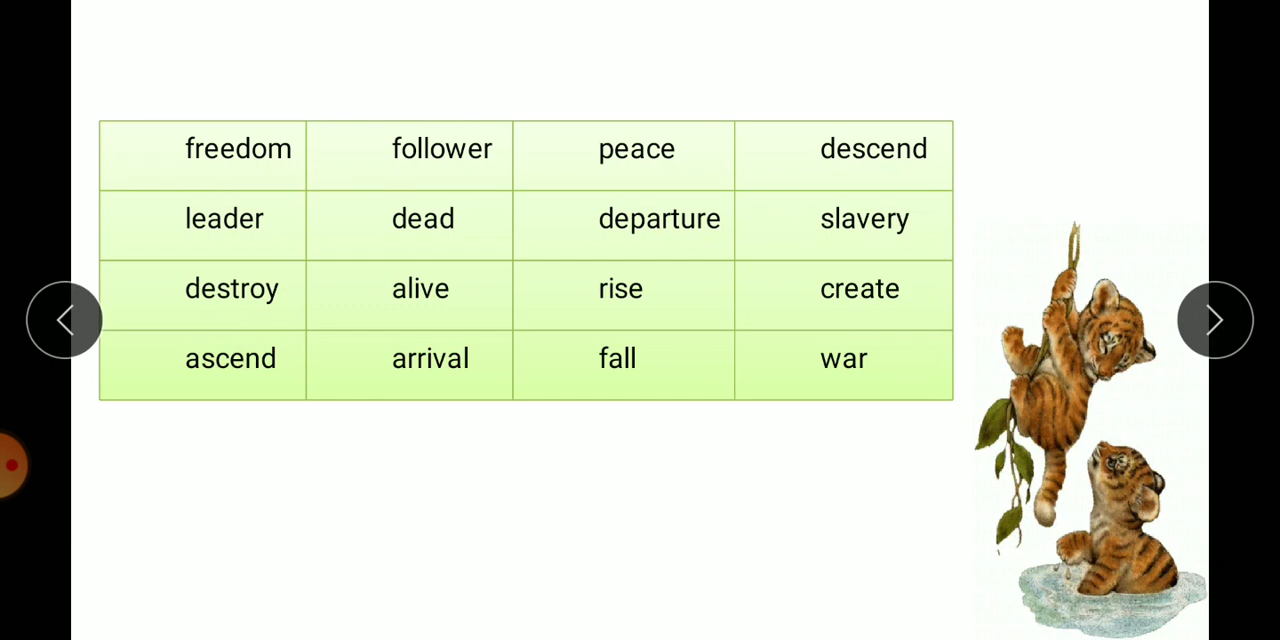 freedom follower peace descend
leader dead departure slavery
destroy alive rise create
ascend arrival fall war